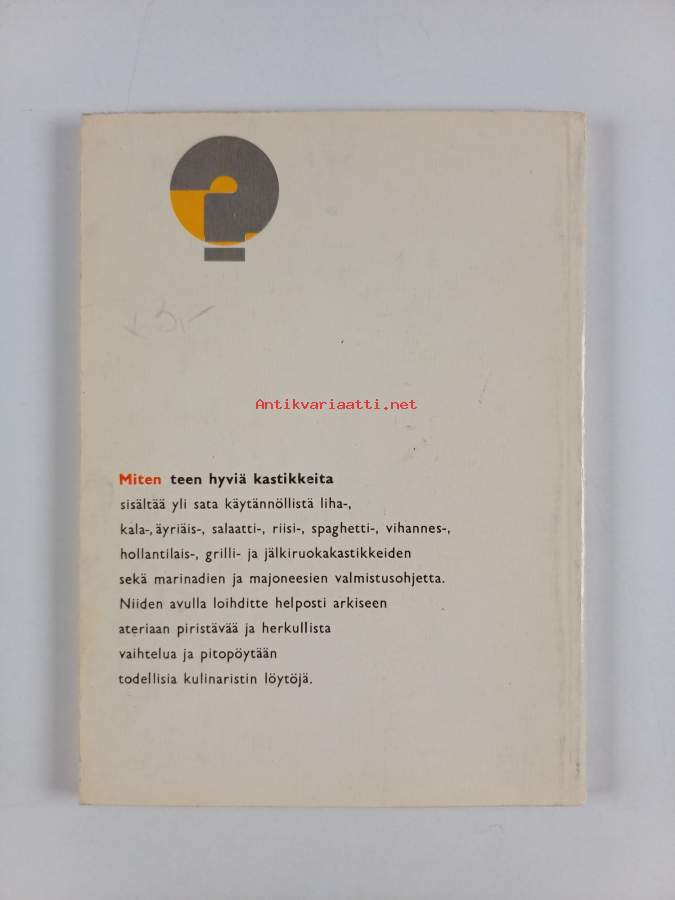 3,-
Antikvariaatti.net
Miten teen hyviä kastikkeita
sisältää yli sata käytännöllistä liha-,
kala-, äyriäis-, salaatti-, riisi-, spaghetti-, vihannes-,
hollantilais-, grilli- ja jälkiruokakastikkeiden
sekä marinadien ja majoneesien valmistusohjetta.
Niiden avulla loihditte helposti arkiseen
ateriaan piristävää ja herkullista
vaihtelua ja pitopöytään
todellisia kulinaristin löytöjä.